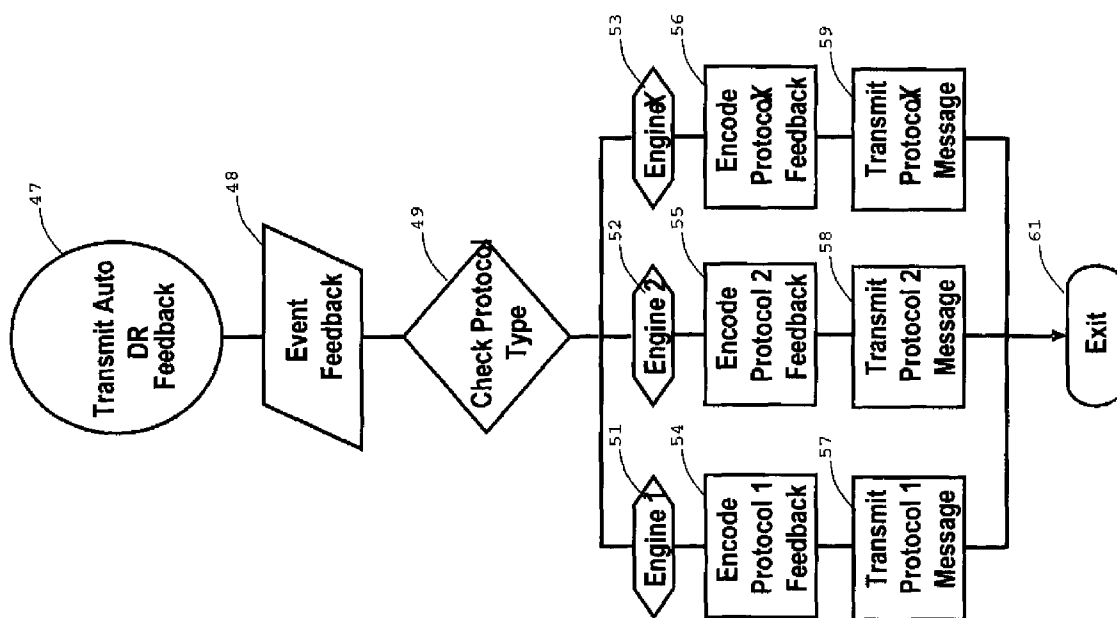 47
Transmit Auto
DR
Feedback
48
Event
Feedback
49
Check Protocol
Type
51
Engine 1
52
Engine 2
53
EngineX
54
Encode
Protocol 1
Feedback
55
Encode
Protocol 2
Feedback
56
Encode
ProtocoX
Feedback
57
Transmit
Protocol 1
Message
58
Transmit
Protocol 2
Message
59
Transmit
ProtocoX
Message
61
Exit